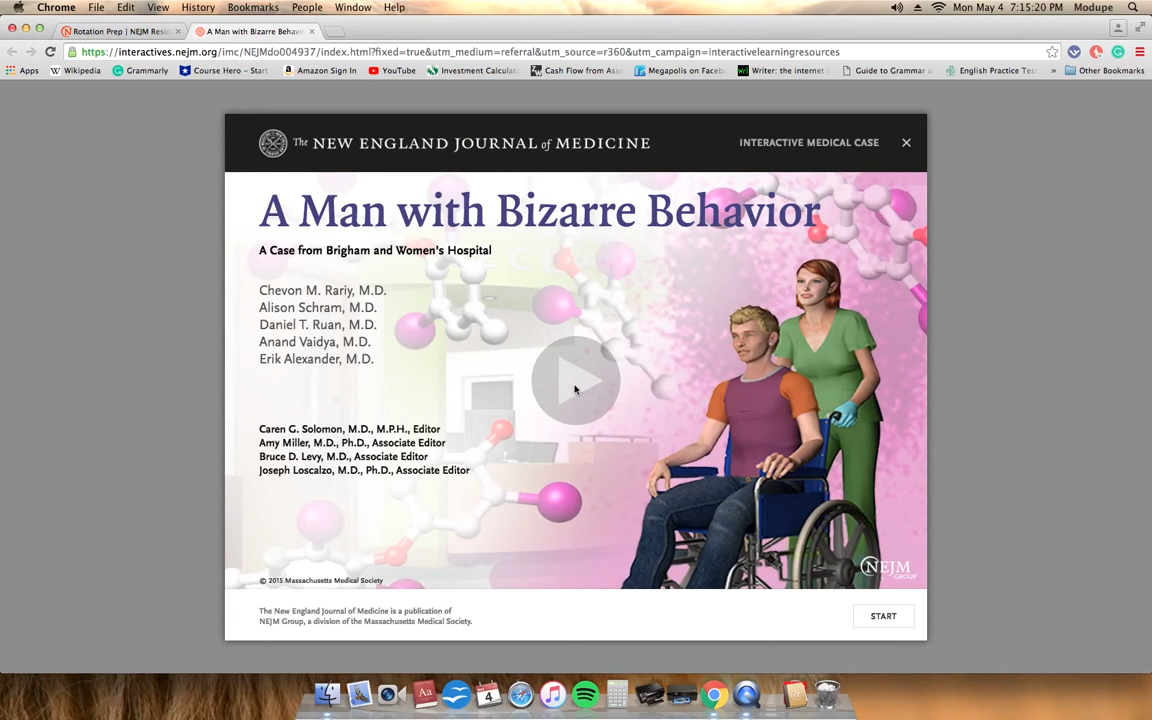 Chrome File Edit View History Bookmarks People Window Help Mon May 4 7:15:20 PM Modupe
Rotation Prep | NEJM Resi A Man with Bizarre Behavio
https://interactives.nejm.org/imc/NEJMdo004937/index.html?fixed=true&utm_medium=referral&utm_source=r360&utm_campaign=interactivelearningresources
Apps Wikipedia Grammarly Course Hero - Start Amazon Sign In YouTube Investment Calculat Cash Flow from Ass Megapolis on Faceb Writer: the internet Guide to Grammar English Practice Tes » Other Bookmarks
The NEW ENGLAND JOURNAL of MEDICINE INTERACTIVE MEDICAL CASE
A Man with Bizarre Behavior
A Case from Brigham and Women's Hospital
Chevon M. Rariy, M.D.
Alison Schram, M.D.
Daniel T. Ruan, M.D.
Anand Vaidya, M.D.
Erik Alexander, M.D.
Caren G. Solomon, M.D., M.P.H., Editor
Amy Miller, M.D., Ph.D., Associate Editor
Bruce D. Levy, M.D., Associate Editor
Joseph Loscalzo, M.D., Ph.D., Associate Editor
NEJM
GROUP
© 2015 Massachusetts Medical Society
The New England Journal of Medicine is a publication of
NEJM Group, a division of the Massachusetts Medical Society.
START
Aa
4